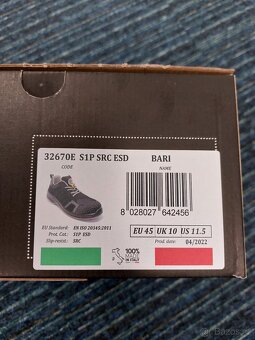 32670E S1P SRC ESD BARI
CODE NAME
8 028027 642456
EU Standard: EN ISO 20345:2011
Prot. Cat.: S1P ESD
Slip-resist.: SRC
EU 45 UK 10 US 11.5
Prod. date: 04/2022
100%
MADE
IN ITALY